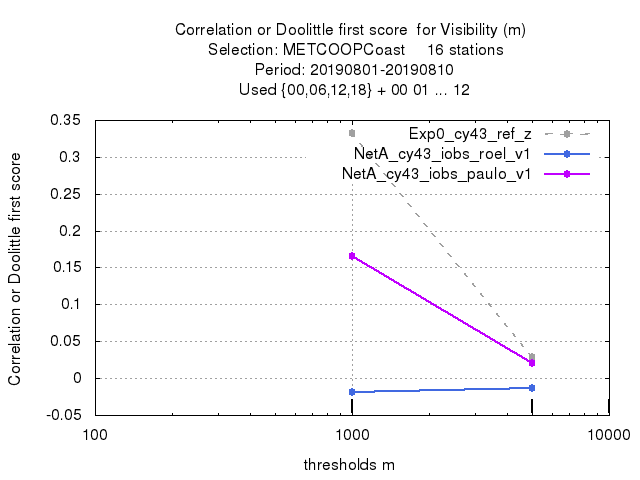 Correlation or Doolittle first score  for Visibility (m)
Selection: METCOOPCoast     16 stations
Period: 20190801-20190810
Used {00,06,12,18} + 00 01 ... 12
Correlation or Doolittle first score
0.35
0.3
0.25
0.2
0.15
0.1
0.05
0
-0.05
Exp0_cy43_ref_z
NetA_cy43_iobs_roel_v1
NetA_cy43_iobs_paulo_v1
100 1000 10000
thresholds m